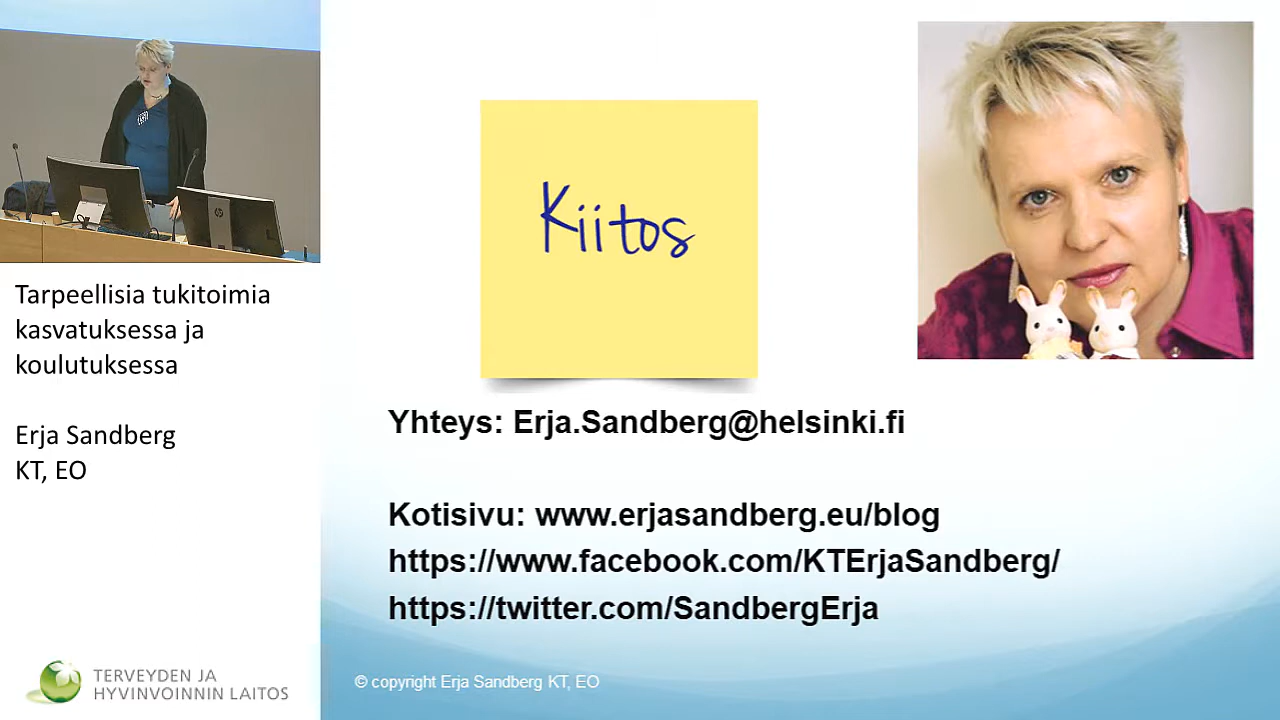 Tarpeellisia tukitoimia
kasvatuksessa ja
koulutuksessa
Erja Sandberg
KT, EO
TERVEYDEN JA
HYVINVOINNIN LAITOS
Kiitos
Yhteys: Erja.Sandberg@helsinki.fi
Kotisivu: www.erjasandberg.eu/blog
https://www.facebook.com/KTErjaSandberg/
https://twitter.com/SandbergErja
© copyright Erja Sandberg KT, EO